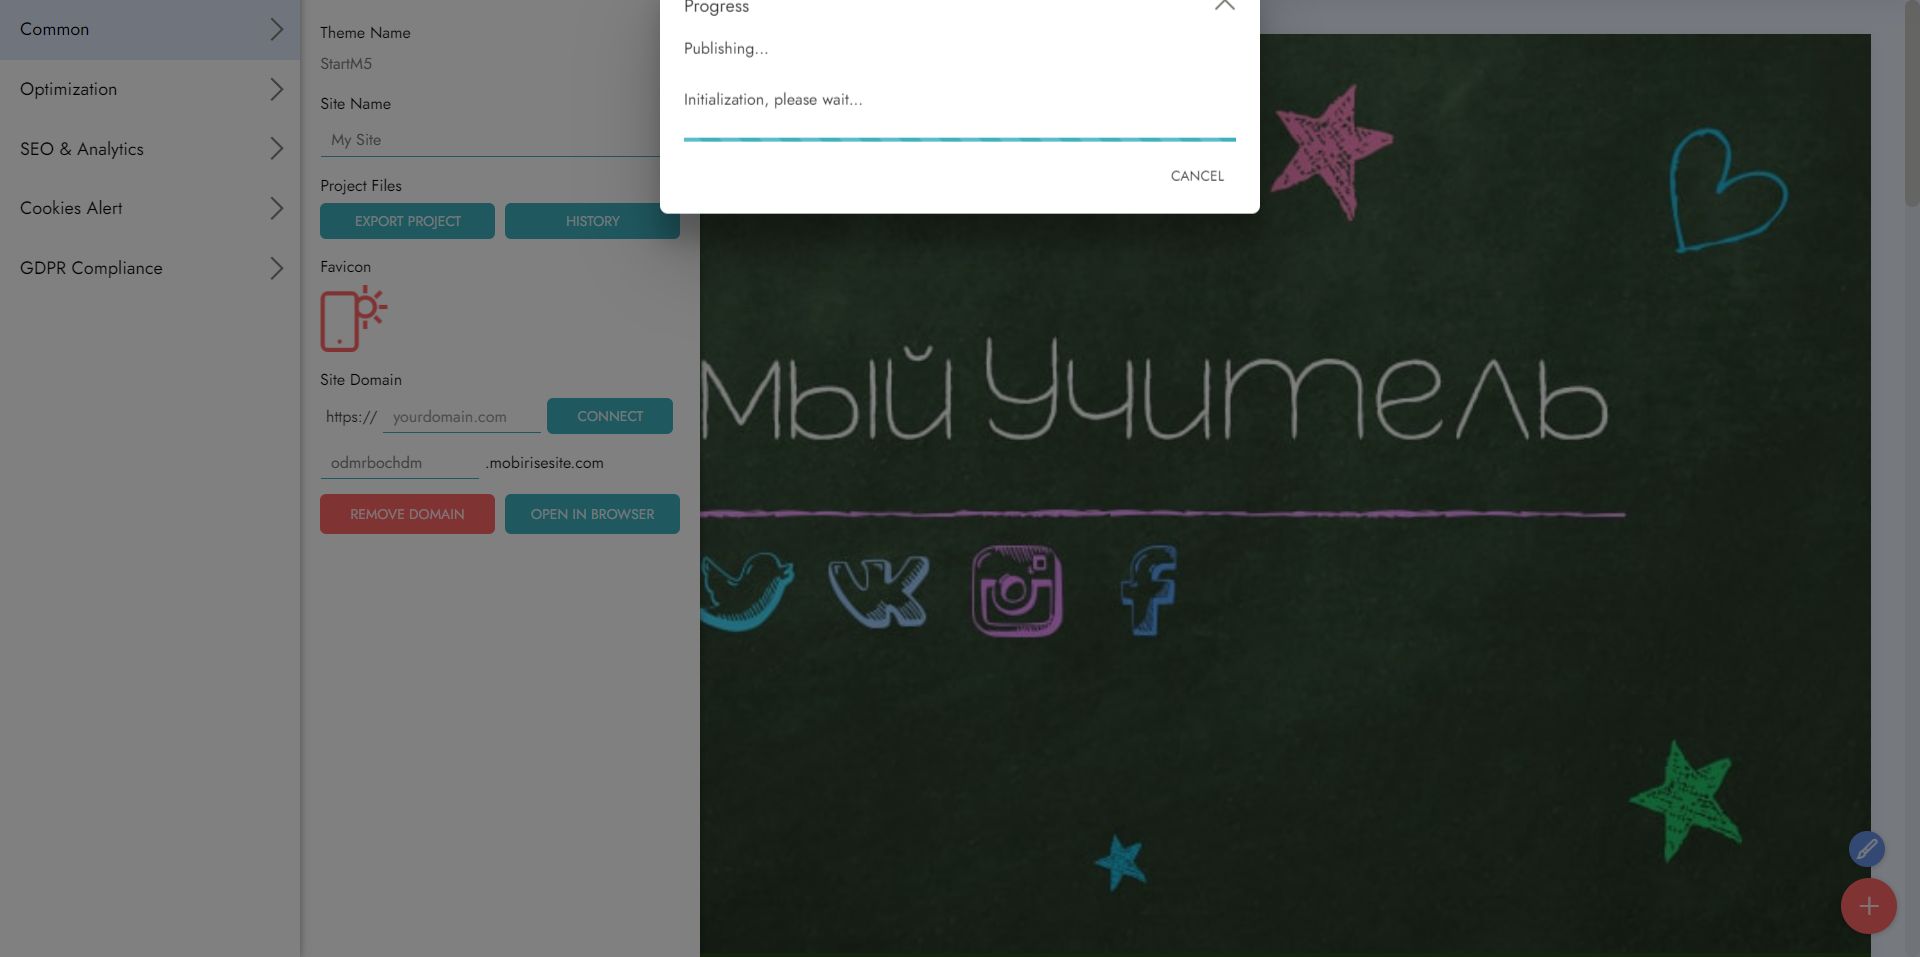 Common
Optimization
SEO & Analytics
Cookies Alert
GDPR Compliance
Theme Name
StartM5
Site Name
My Site
Project Files
EXPORT PROJECT
HISTORY
Favicon
Site Domain
https://
yourdomain.com
CONNECT
odmrbochdm
.mobirisesite.com
REMOVE DOMAIN
OPEN IN BROWSER
Progress
Publishing...
Initialization, please wait...
CANCEL
мый Учитель